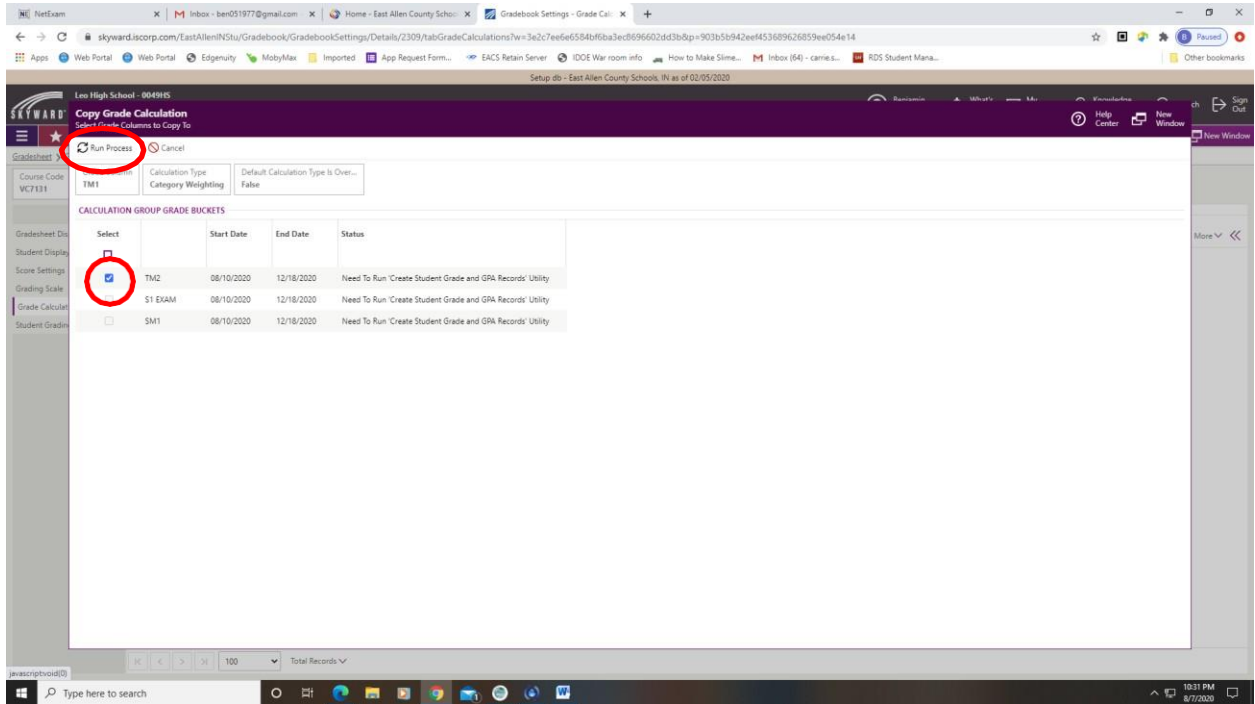 NetExam
Inbox - ben051977@gmail.com
Home - East Allen County School
Gradebook Settings - Grade Calc
skyward.iscorp.com/EastAllenINStu/Gradebook/GradebookSettings/Details/2309/tabGradeCalculations?w=3e2c7ee6e6584bf6ba3ec8696602dd3b&p=903b5b942eef453689626859ee054e14
B Paused
Apps Web Portal Web Portal Edgenuity MobyMax Imported App Request Form... EACS Retain Server IDOE War room info How to Make Slime... Inbox (64) - carrie.s... RDS Student Mana... Other bookmarks
Setup db - East Allen County Schools, IN as of 02/05/2020
Leo High School - 0049HS
SKYWARD
Copy Grade Calculation
Select Grade Columns to Copy To
Help Center
New Window
Sign Out
New Window
Run Process Cancel
Gradesheet
Course Code
VC7131
TM1
Calculation Type
Category Weighting
Default Calculation Type Is Over...
False
CALCULATION GROUP GRADE BUCKETS
Select Start Date End Date Status
TM2 08/10/2020 12/18/2020 Need To Run 'Create Student Grade and GPA Records' Utility
S1 EXAM 08/10/2020 12/18/2020 Need To Run 'Create Student Grade and GPA Records' Utility
SM1 08/10/2020 12/18/2020 Need To Run 'Create Student Grade and GPA Records' Utility
Gradesheet Dis
Student Display
Score Settings
Grading Scale
Grade Calculat
Student Gradin
More
100 Total Records
javascript:void(0)
Type here to search
10:31 PM
8/7/2020